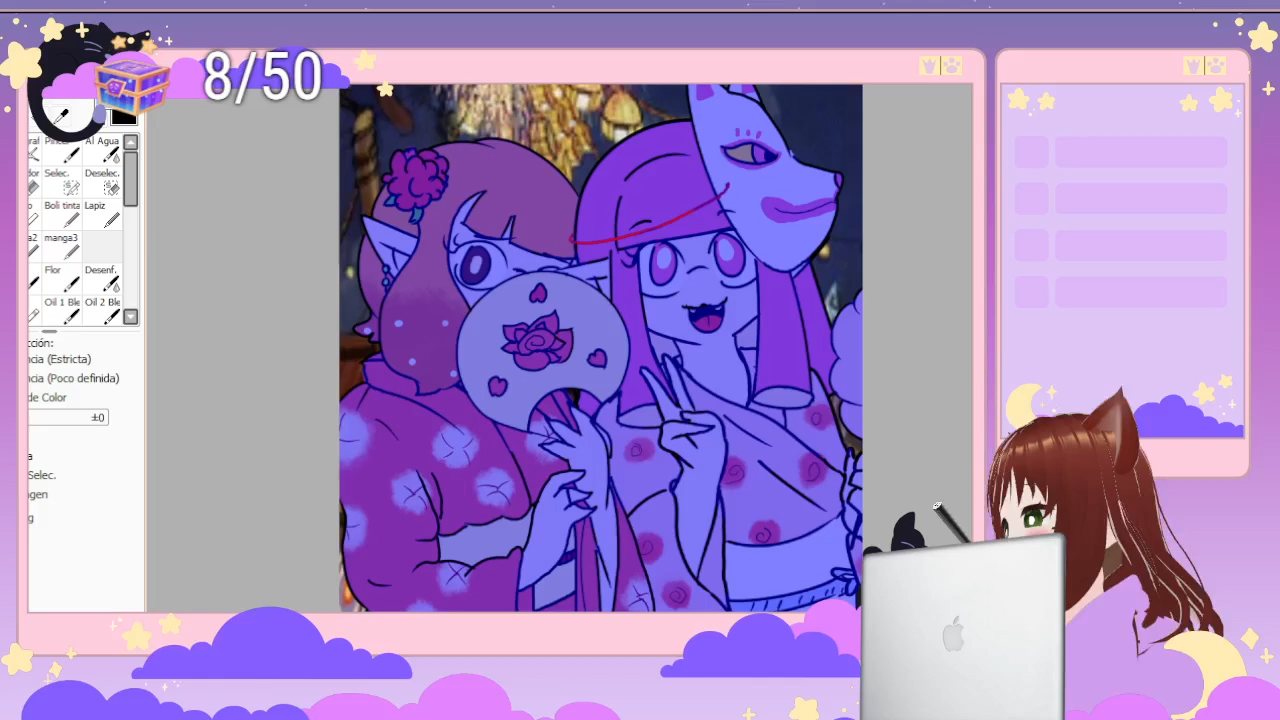 8/50
Pincel
Al Agua
Selec.
Deselec.
Boli tinta
Lapiz
manga3
Flor
Desenf.
Oil 1 Ble
Oil 2 Ble
cción:
ncia (Estricta)
ncia (Poco definida)
de Color
±0
Selec.